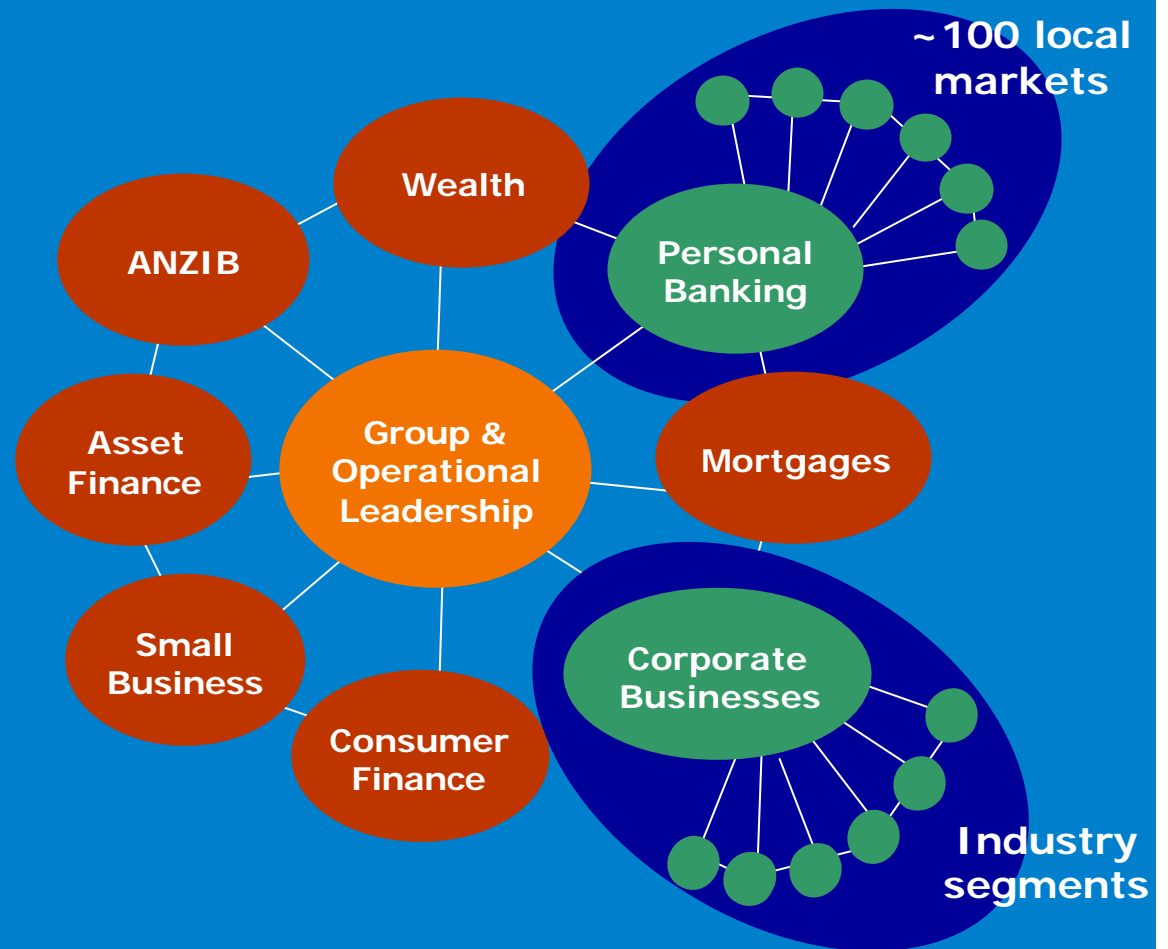 ~100 local
markets
Wealth
ANZIB
Personal
Banking
Asset
Finance
Group &
Operational
Leadership
Mortgages
Small
Business
Corporate
Businesses
Consumer
Finance
Industry
segments